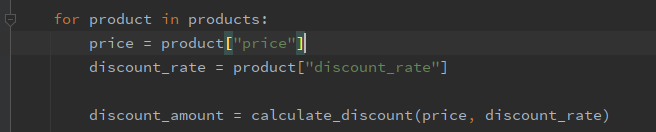 for product in products:
    price = product["price"]
    discount_rate = product["discount_rate"]

    discount_amount = calculate_discount(price, discount_rate)